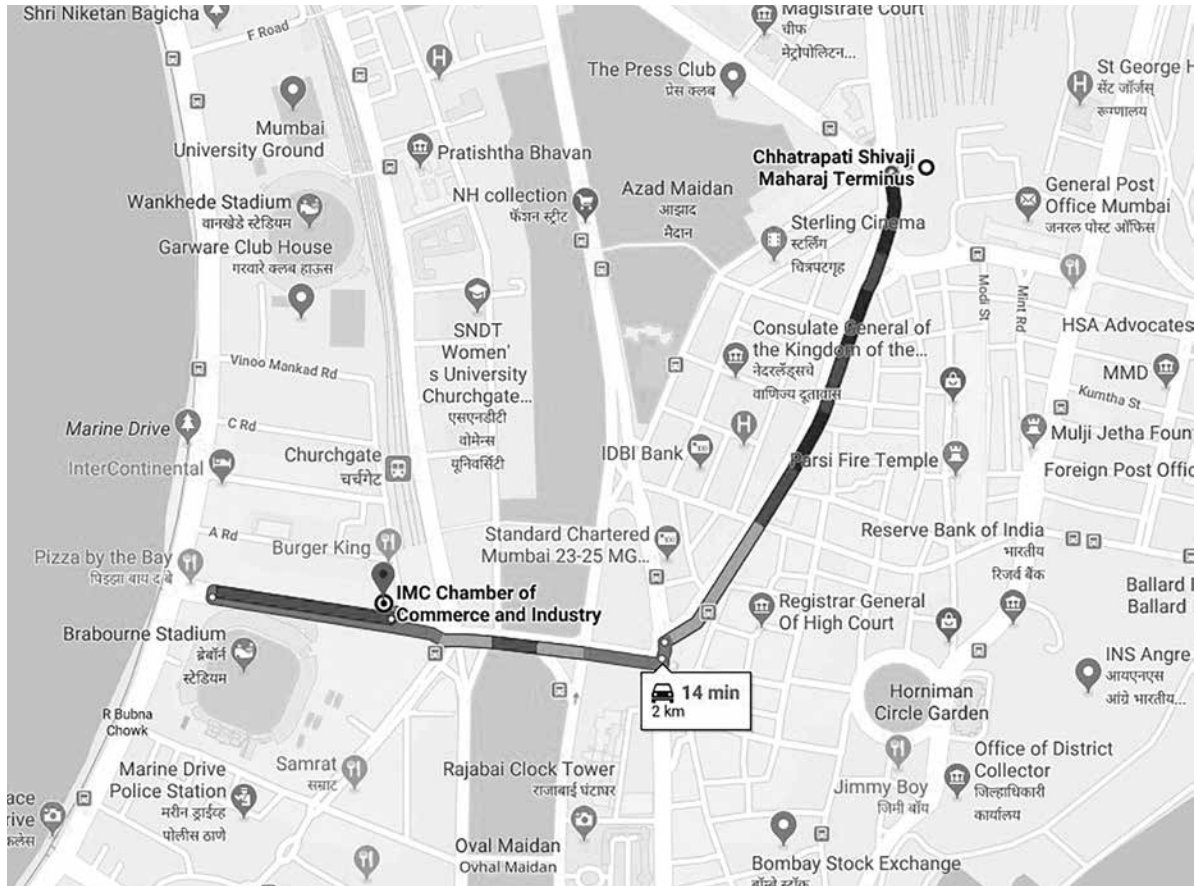 Shri Niketan Bagicha
F Road
Magistrate Court
चीफ
मेट्रोपोलिटन...
The Press Club
प्रेस क्लब
St George H
सेंट जॉर्जस्
रुग्णालय
Mumbai
University Ground
Pratishtha Bhavan
Chhatrapati Shivaji
Maharaj Terminus
NH collection
फॅशन स्ट्रीट
Azad Maidan
आझाद
मैदान
General Post
Office Mumbai
जनरल पोस्ट ऑफिस
Wankhede Stadium
वानखेडे स्टेडियम
Garware Club House
गरवारे क्लब हाऊस
Sterling Cinema
स्टर्लिंग
चित्रपटगृह
Modi St
Mint Rd
SNDT
Women'
s University
Churchgate...
एसएनडीटी
वोमेन्स
यूनिवर्सिटी
Consulate General of
the Kingdom of the...
नेदरलँड्सचे
वाणिज्य दूतावास
HSA Advocates
MMD
Kumtha St
Vinoo Mankad Rd
C Rd
Marine Drive
InterContinental
Churchgate
चर्चगेट
IDBI Bank
Parsi Fire Temple
Mulji Jetha Foun
Foreign Post Offic
A Rd
Burger King
Standard Chartered
Mumbai 23-25 MG...
Reserve Bank of India
भारतीय
रिजर्व बैंक
Pizza by the Bay
पिझ्झा बाय द बे
IMC Chamber of
Commerce and Industry
Ballard
Ballard
Registrar General
Of High Court
Brabourne Stadium
ब्रेबॉर्न
स्टेडियम
INS Angre
आयएनएस
आंग्रे भारतीय...
14 min
2 km
Horniman
Circle Garden
R Bubna
Chowk
Samrat
सम्राट
Marine Drive
Police Station
मरीन ड्राईव्ह
पोलीस ठाणे
Rajabai Clock Tower
राजाबाई घंटाघर
Jimmy Boy
जिमी बॉय
Office of District
Collector
जिल्हाधिकारी
कार्यालय
Oval Maidan
Ovhal Maidan
Bombay Stock Exchange